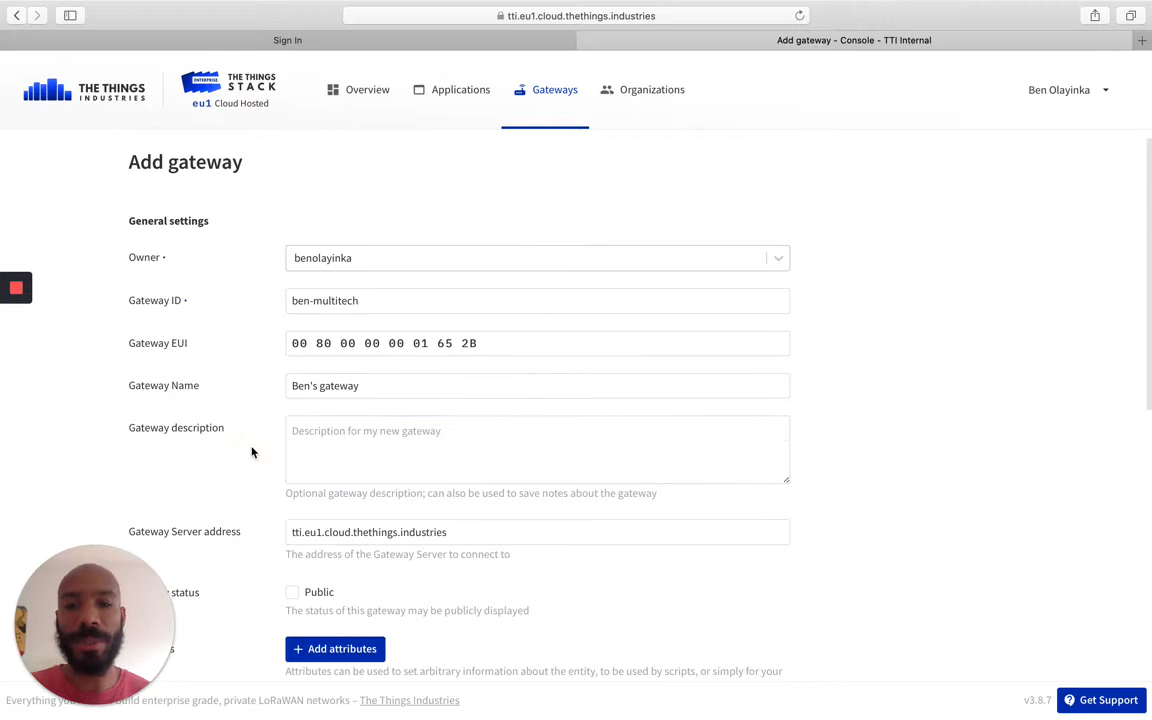 tti.eu1.cloud.thethings.industries
Sign In
Add gateway - Console - TTI Internal
THE THINGS
INDUSTRIES
ENTERPRISE
THE THINGS
STACK
eu1 Cloud Hosted
Overview
Applications
Gateways
Organizations
Ben Olayinka
Add gateway
General settings
Owner •
benolayinka
Gateway ID •
ben-multitech
Gateway EUI
00 80 00 00 00 01 65 2B
Gateway Name
Ben's gateway
Gateway description
Description for my new gateway
Optional gateway description; can also be used to save notes about the gateway
Gateway Server address
tti.eu1.cloud.thethings.industries
The address of the Gateway Server to connect to
status
Public
The status of this gateway may be publicly displayed
+ Add attributes
Attributes can be used to set arbitrary information about the entity, to be used by scripts, or simply for your
Everything you build enterprise grade, private LoRaWAN networks – The Things Industries
v3.8.7
Get Support